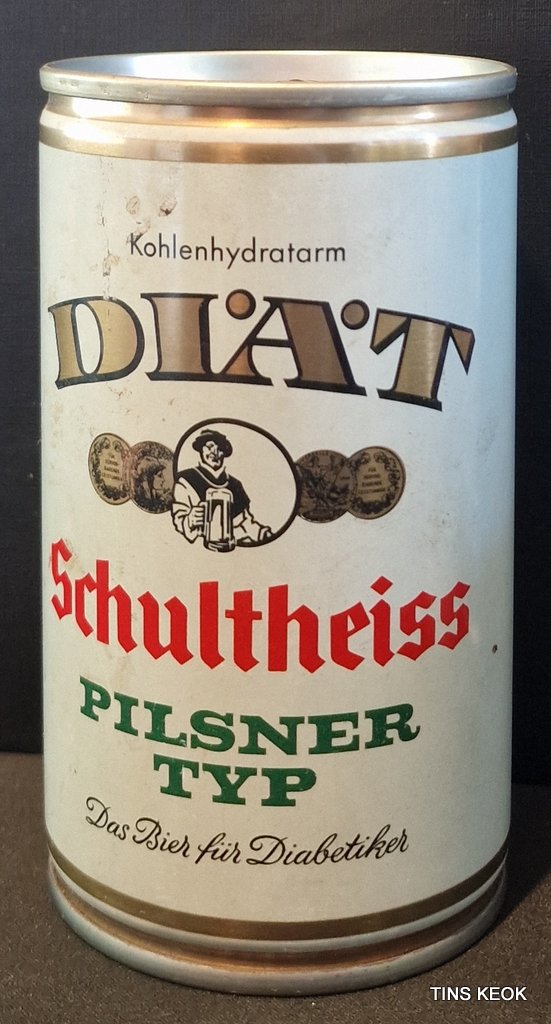 Kohlenhydratarm
DIÄT
Schultheiss
PILSNER
TYP
Das Bier für Diabetiker
TINS KEOK